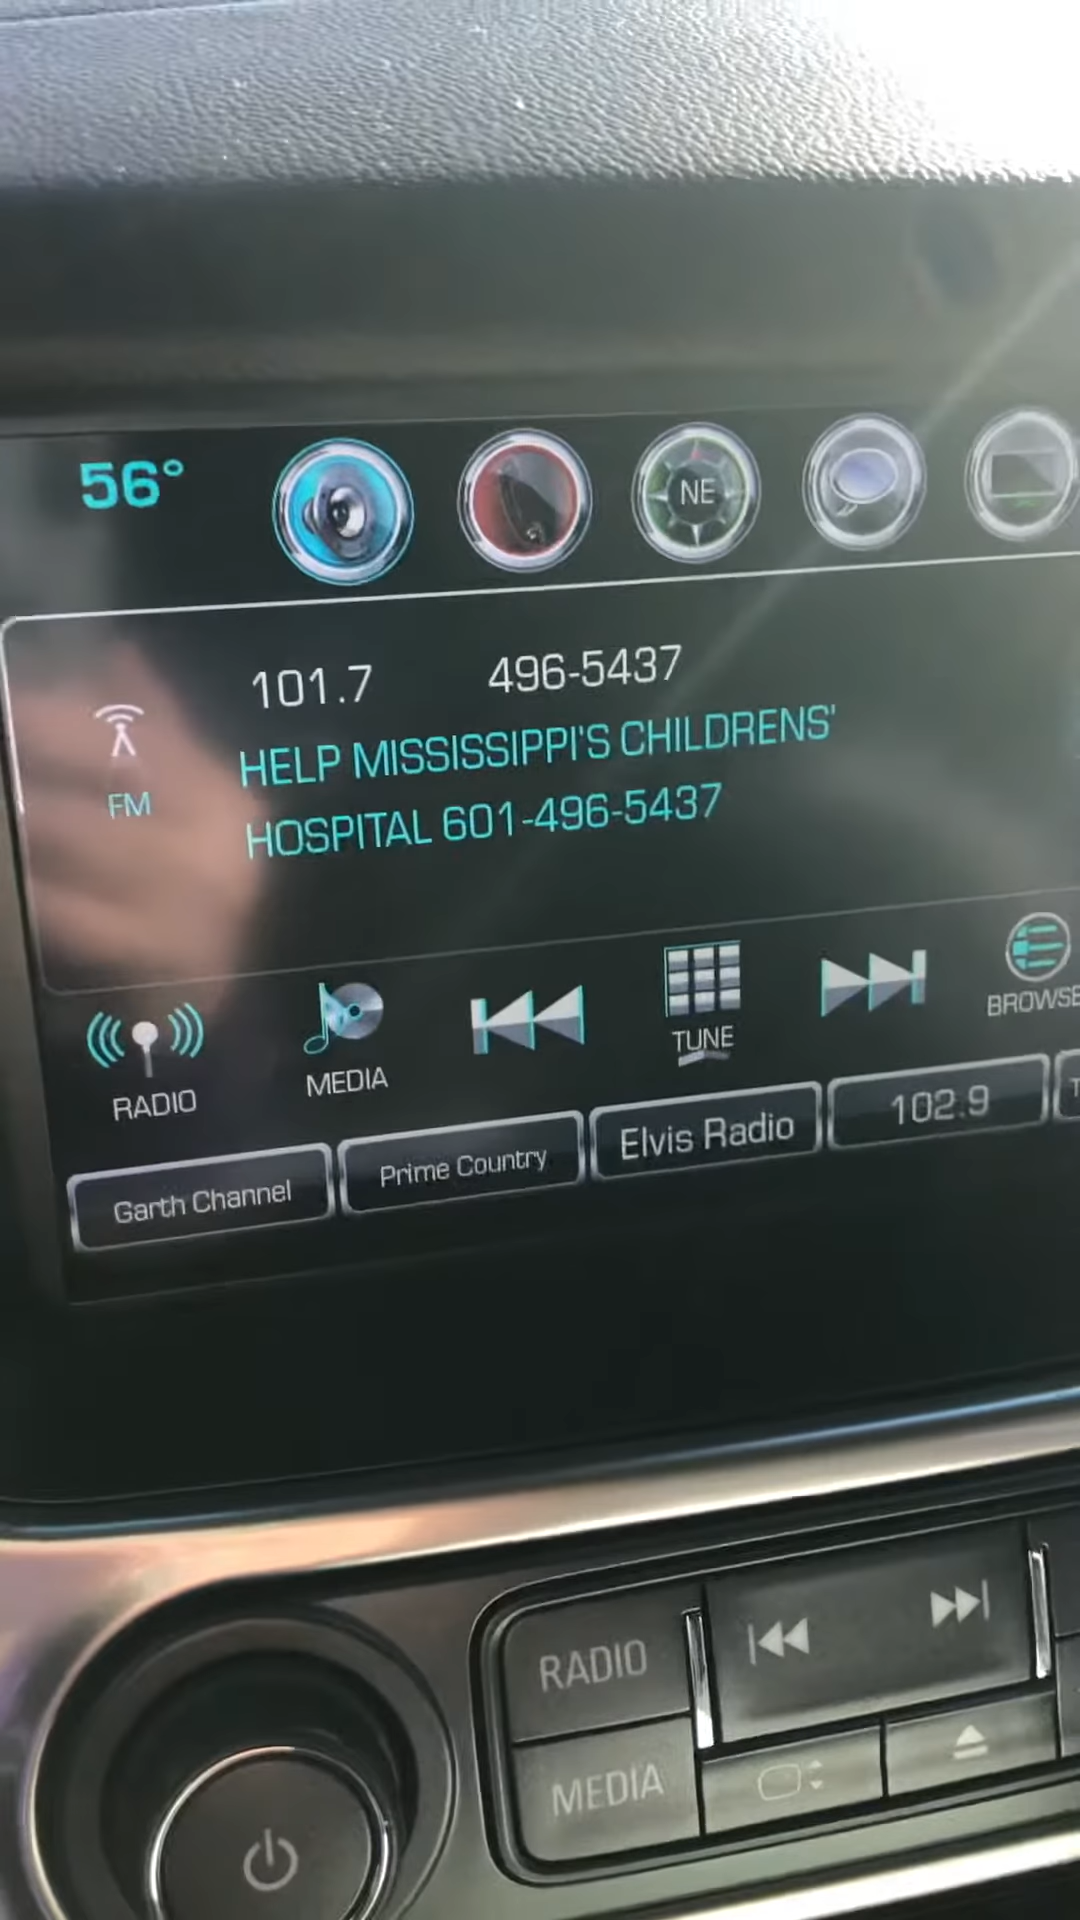 56°
NE
101.7 496-5437
HELP MISSISSIPPI'S CHILDRENS'
HOSPITAL 601-496-5437
FM
RADIO
MEDIA
TUNE
BROWSE
Garth Channel
Prime Country
Elvis Radio
102.9
RADIO
MEDIA